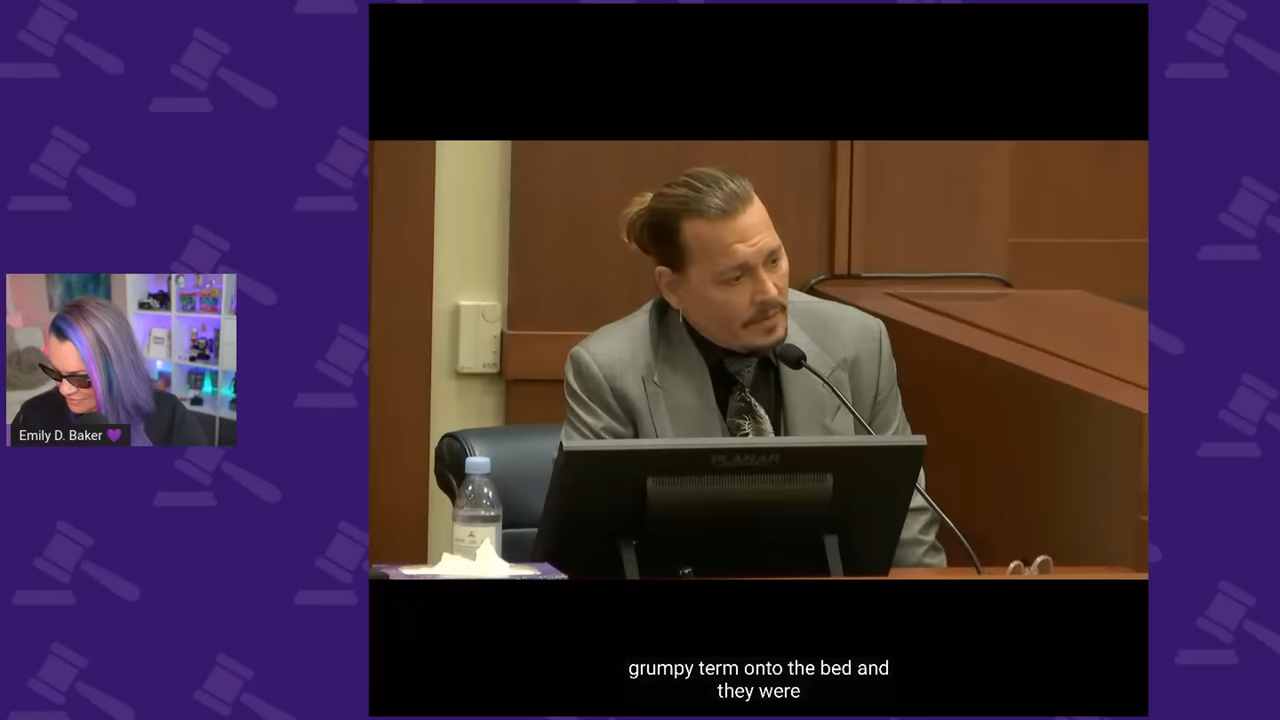 PLANAR
Emily D. Baker 💜
grumpy term onto the bed and
they were